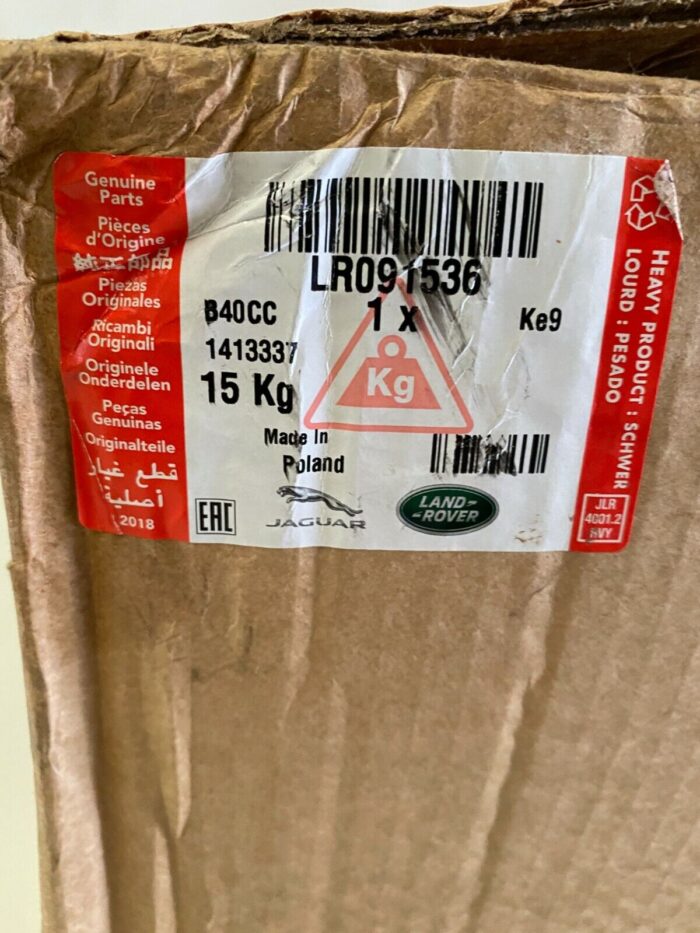 Genuine
Parts
Pièces
d'Origine
純正部品
Piezas
Originales
Ricambi
Originali
Originele
Onderdelen
Peças
Genuinas
Originalteile
قطع غيار
أصلية
2018
LR091536
B40CC
1 x
Ke9
1413337
15 Kg
Kg
Made In
Poland
EAC
JAGUAR
LAND-
-ROVER
HEAVY PRODUCT : SCHWER
LOURD : PESADO
JLR
4001.2
HVY